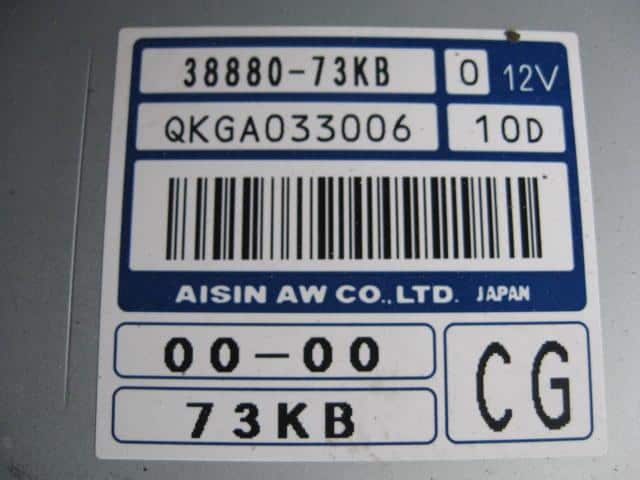 38880-73KB 0 12V
QKGA033006 10D
AISIN AW CO.,LTD. JAPAN
00-00
73KB
CG